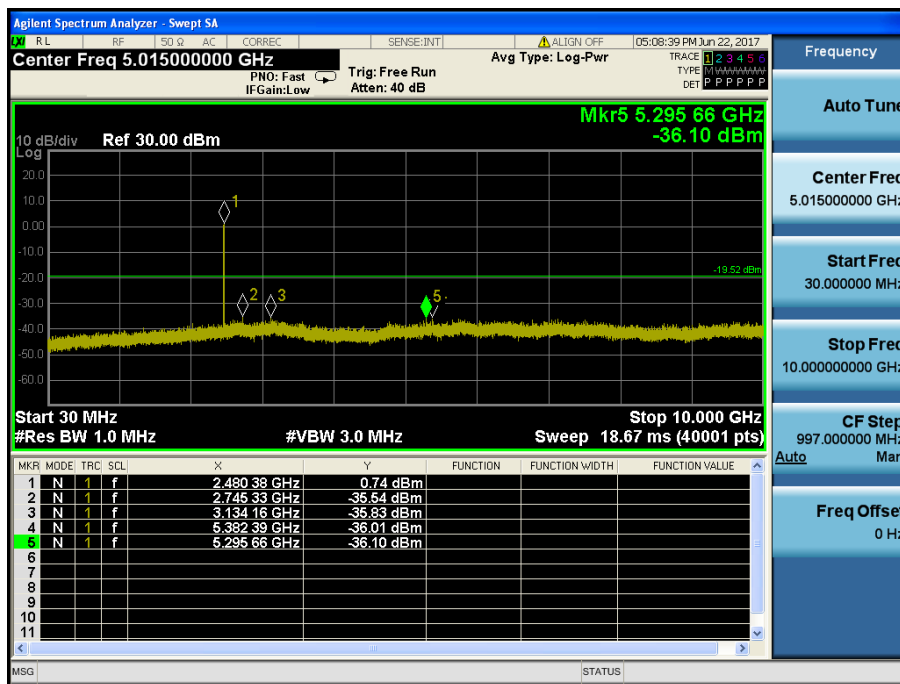 Agilent Spectrum Analyzer - Swept SA
LXI RL RF 50 Ω AC CORREC SENSE:INT ALIGN OFF 05:08:39 PM Jun 22, 2017
Center Freq 5.015000000 GHz
PNO: Fast
IFGain:Low
Trig: Free Run
Atten: 40 dB
Avg Type: Log-Pwr
TRACE 1 2 3 4 5 6
TYPE M
DET P P P P P P
Mkr5 5.295 66 GHz
-36.10 dBm
10 dB/div Ref 30.00 dBm
Log
20.0
10.0
0.00
-10.0
-20.0
-30.0
-40.0
-50.0
-60.0
1
2
3
5
-19.52 dBm
Start 30 MHz Stop 10.000 GHz
#Res BW 1.0 MHz #VBW 3.0 MHz Sweep 18.67 ms (40001 pts)
MKR MODE TRC SCL X Y FUNCTION FUNCTION WIDTH FUNCTION VALUE
1 N 1 f 2.480 38 GHz 0.74 dBm
2 N 1 f 2.745 33 GHz -35.54 dBm
3 N 1 f 3.134 16 GHz -35.83 dBm
4 N 1 f 5.382 39 GHz -36.01 dBm
5 N 1 f 5.295 66 GHz -36.10 dBm
6
7
8
9
10
11
MSG STATUS
Frequency
Auto Tune
Center Freq
5.015000000 GHz
Start Freq
30.000000 MHz
Stop Freq
10.000000000 GHz
CF Step
997.000000 MHz
Auto Man
Freq Offset
0 Hz